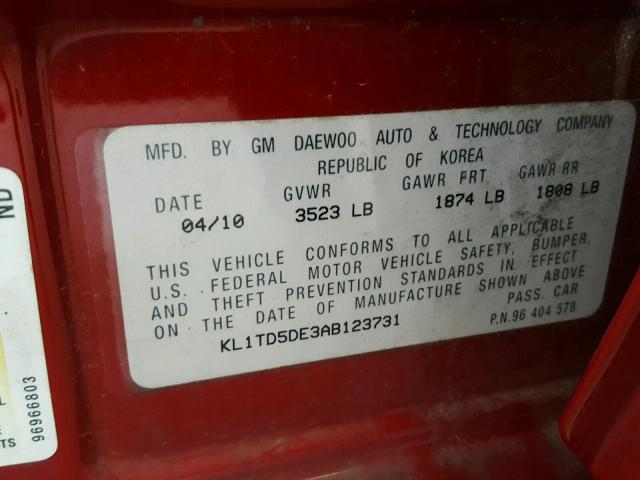 MFD. BY GM DAEWOO AUTO & TECHNOLOGY COMPANY
REPUBLIC OF KOREA
DATE GVWR GAWR FRT GAWR RR
04/10 3523 LB 1874 LB 1808 LB
THIS VEHICLE CONFORMS TO ALL APPLICABLE
U.S. FEDERAL MOTOR VEHICLE SAFETY, BUMPER,
AND THEFT PREVENTION STANDARDS IN EFFECT
ON THE DATE OF MANUFACTURE SHOWN ABOVE
KL1TD5DE3AB123731 PASS. CAR
P.N.96 404 578
ND
TS
96966803